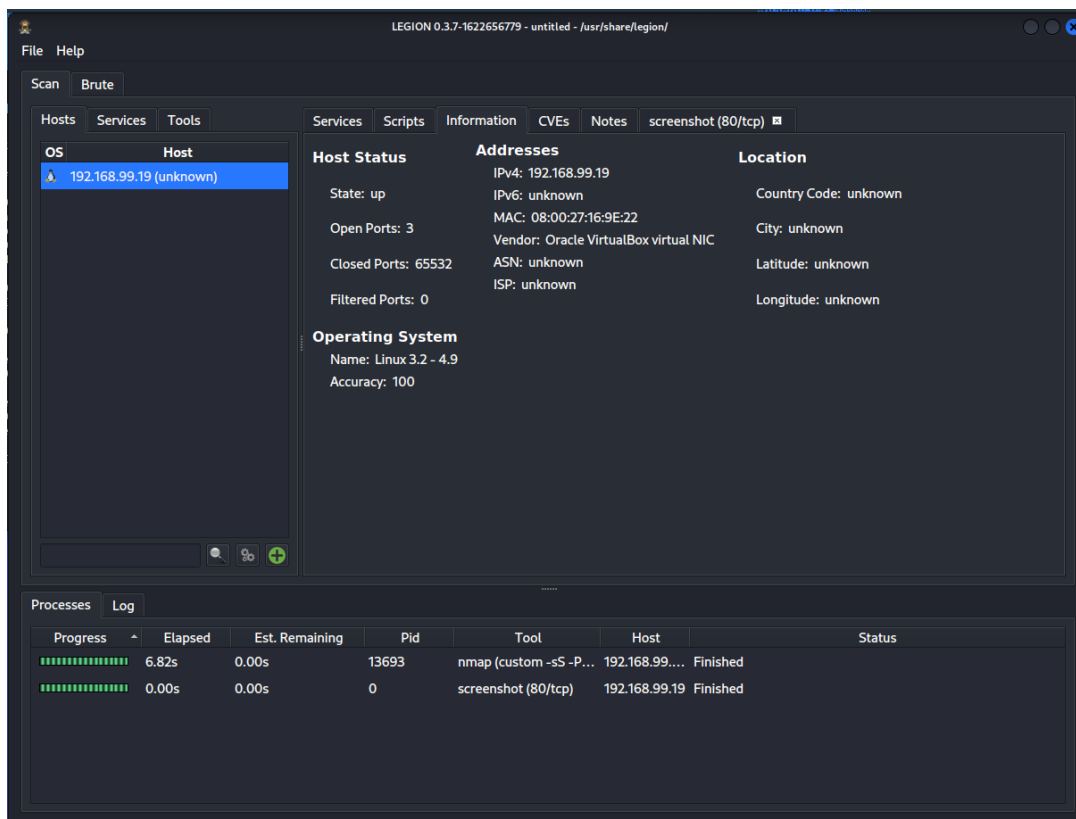 LEGION 0.3.7-1622656779 - untitled - /usr/share/legion/
File Help
Scan Brute
Hosts Services Tools
OS Host
192.168.99.19 (unknown)
Services Scripts Information CVEs Notes screenshot (80/tcp)
Host Status
State: up
Open Ports: 3
Closed Ports: 65532
Filtered Ports: 0
Addresses
IPv4: 192.168.99.19
IPv6: unknown
MAC: 08:00:27:16:9E:22
Vendor: Oracle VirtualBox virtual NIC
ASN: unknown
ISP: unknown
Location
Country Code: unknown
City: unknown
Latitude: unknown
Longitude: unknown
Operating System
Name: Linux 3.2 - 4.9
Accuracy: 100
Processes Log
Progress Elapsed Est. Remaining Pid Tool Host Status
6.82s 0.00s 13693 nmap (custom -sS -P... 192.168.99.... Finished
0.00s 0.00s 0 screenshot (80/tcp) 192.168.99.19 Finished